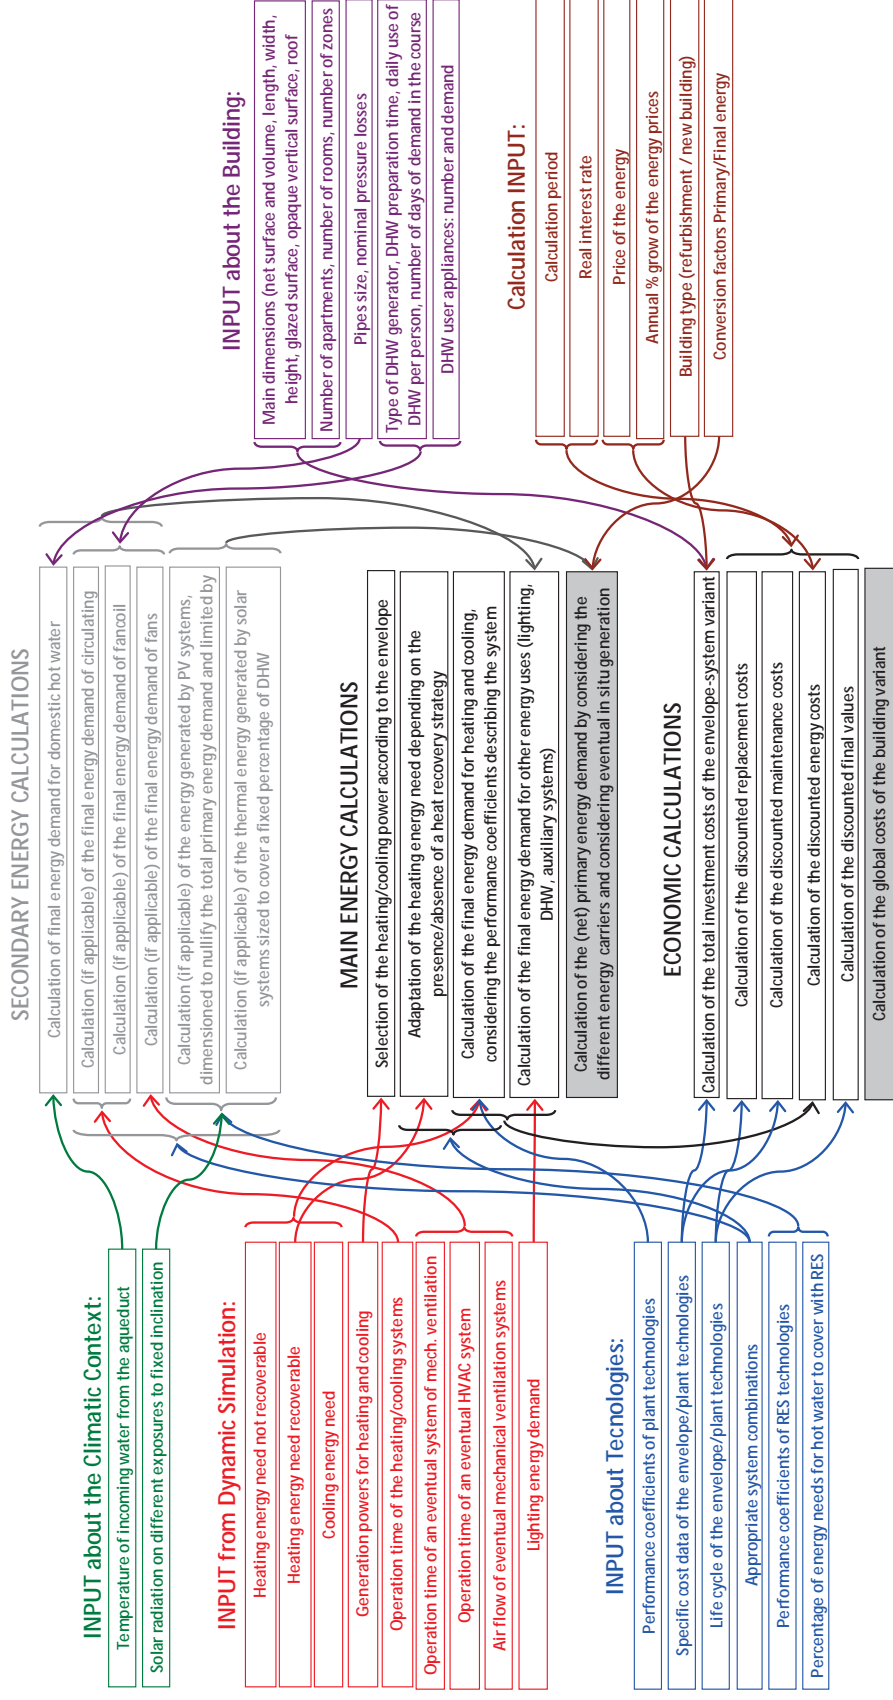 INPUT about the Climatic Context:
Temperature of incoming water from the aqueduct
Solar radiation on different exposures to fixed inclination
INPUT from Dynamic Simulation:
Heating energy need not recoverable
Heating energy need recoverable
Cooling energy need
Generation powers for heating and cooling
Operation time of the heating/cooling systems
Operation time of an eventual system of mech. ventilation
Operation time of an eventual HVAC system
Air flow of eventual mechanical ventilation systems
Lighting energy demand
INPUT about Tecnologies:
Performance coefficients of plant technologies
Specific cost data of the envelope/plant technologies
Life cycle of the envelope/plant technologies
Appropriate system combinations
Performance coefficients of RES technologies
Percentage of energy needs for hot water to cover with RES
SECONDARY ENERGY CALCULATIONS
Calculation of final energy demand for domestic hot water
Calculation (if applicable) of the final energy demand of circulating
Calculation (if applicable) of the final energy demand of fancoil
Calculation (if applicable) of the final energy demand of fans
Calculation (if applicable) of the energy generated by PV systems,
dimensioned to nullify the total primary energy demand and limited by
Calculation (if applicable) of the thermal energy generated by solar
systems sized to cover a fixed percentage of DHW
MAIN ENERGY CALCULATIONS
Selection of the heating/cooling power according to the envelope
Adaptation of the heating energy need depending on the
presence/absence of a heat recovery strategy
Calculation of the final energy demand for heating and cooling,
considering the performance coefficients describing the system
Calculation of the final energy demand for other energy uses (lighting,
DHW, auxiliary systems)
Calculation of the (net) primary energy demand by considering the
different energy carriers and considering eventual in situ generation
ECONOMIC CALCULATIONS
Calculation of the total investment costs of the envelope-system variant
Calculation of the discounted replacement costs
Calculation of the discounted maintenance costs
Calculation of the discounted energy costs
Calculation of the discounted final values
Calculation of the global costs of the building variant
INPUT about the Building:
Main dimensions (net surface and volume, length, width,
height, glazed surface, opaque vertical surface, roof
Number of apartments, number of rooms, number of zones
Pipes size, nominal pressure losses
Type of DHW generator, DHW preparation time, daily use of
DHW per person, number of days of demand in the course
DHW user appliances: number and demand
Calculation INPUT:
Calculation period
Real interest rate
Price of the energy
Annual % grow of the energy prices
Building type (refurbishment / new building)
Conversion factors Primary/Final energy